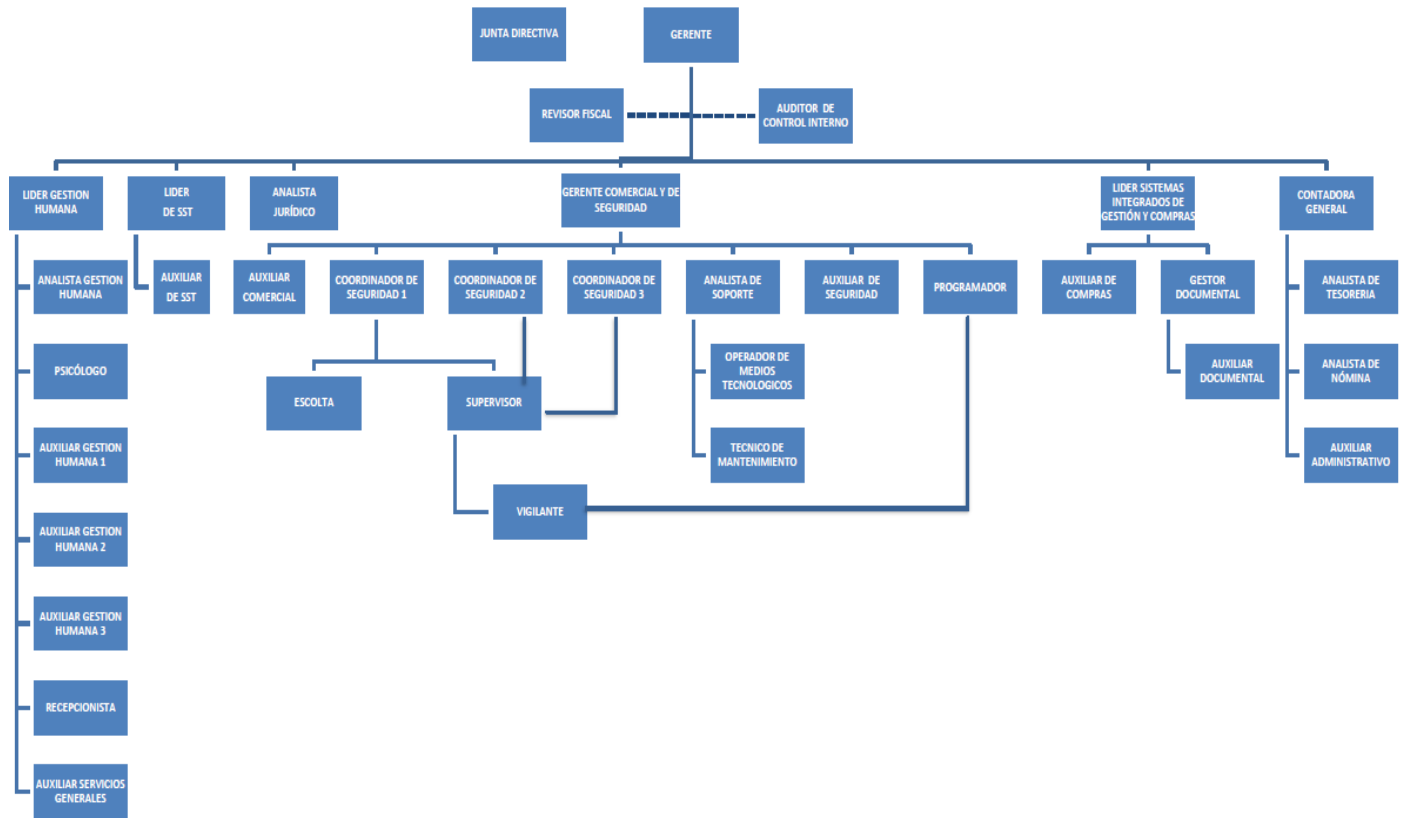 JUNTA DIRECTIVA
GERENTE
REVISOR FISCAL
AUDITOR DE
CONTROL INTERNO
LIDER GESTION
HUMANA
LIDER
DE SST
ANALISTA
JURÍDICO
GERENTE COMERCIAL Y DE
SEGURIDAD
LIDER SISTEMAS
INTEGRADOS DE
GESTIÓN Y COMPRAS
CONTADORA
GENERAL
ANALISTA GESTION
HUMANA
AUXILIAR
DE SST
AUXILIAR
COMERCIAL
COORDINADOR DE
SEGURIDAD 1
COORDINADOR DE
SEGURIDAD 2
COORDINADOR DE
SEGURIDAD 3
ANALISTA DE
SOPORTE
AUXILIAR DE
SEGURIDAD
PROGRAMADOR
AUXILIAR DE
COMPRAS
GESTOR
DOCUMENTAL
ANALISTA DE
TESORERIA
PSICÓLOGO
ESCOLTA
SUPERVISOR
OPERADOR DE
MEDIOS
TECNOLOGICOS
AUXILIAR
DOCUMENTAL
ANALISTA DE
NÓMINA
AUXILIAR GESTION
HUMANA 1
TECNICO DE
MANTENIMIENTO
AUXILIAR
ADMINISTRATIVO
VIGILANTE
AUXILIAR GESTION
HUMANA 2
AUXILIAR GESTION
HUMANA 3
RECEPCIONISTA
AUXILIAR SERVICIOS
GENERALES